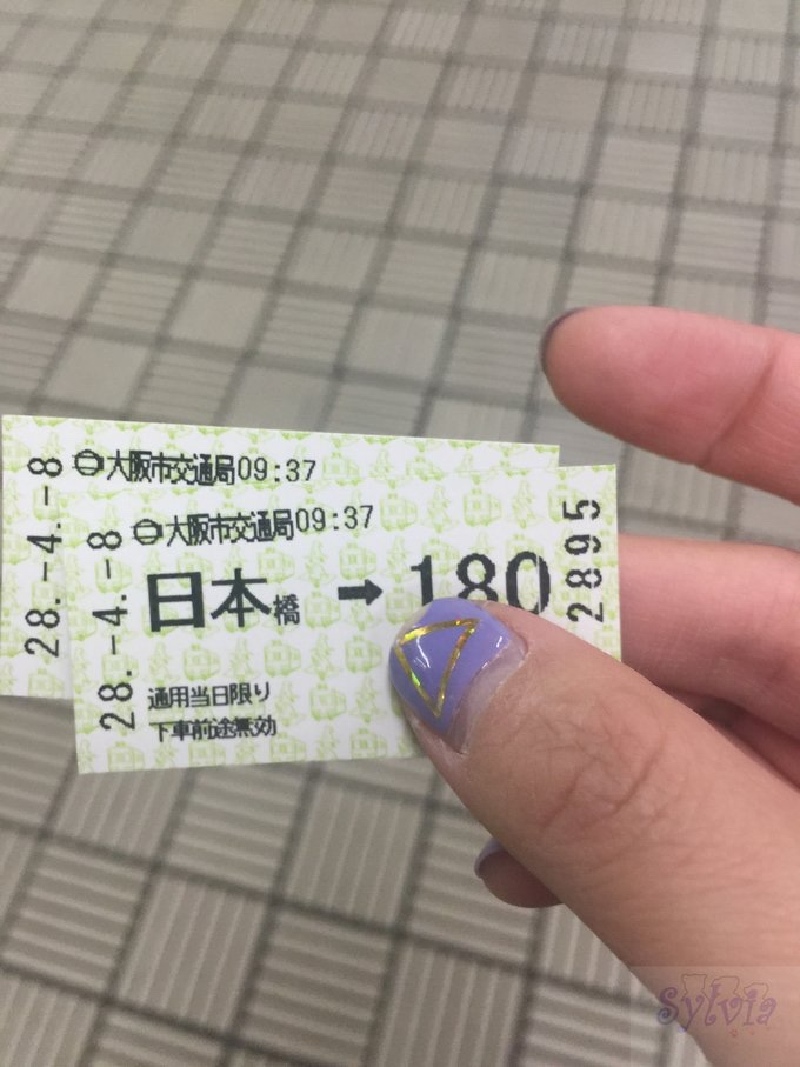 28.-4.-8
大阪市交通局09:37
28.-4.-8
大阪市交通局09:37
日本橋 ➡ 180
2895
通用当日限り
下車前途無効
Sylvia